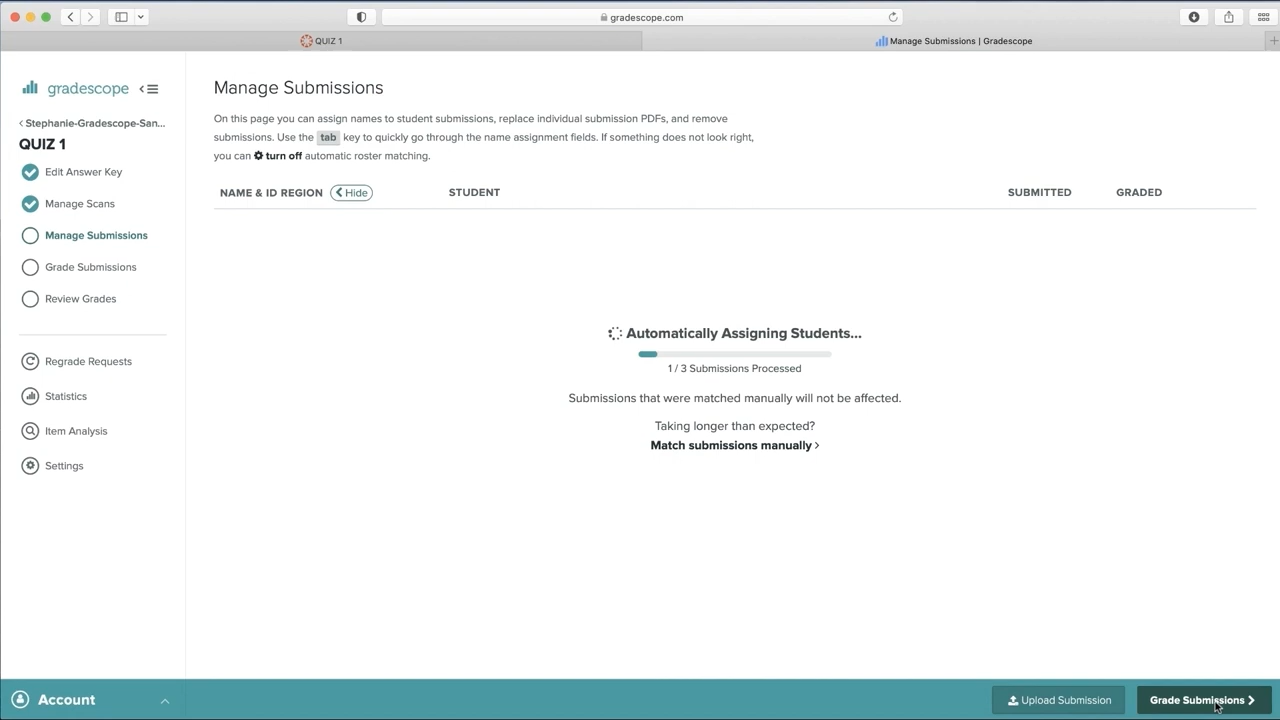 gradescope.com
QUIZ 1
Manage Submissions | Gradescope
gradescope
Stephanie-Gradescope-San...
QUIZ 1
Edit Answer Key
Manage Scans
Manage Submissions
Grade Submissions
Review Grades
Regrade Requests
Statistics
Item Analysis
Settings
Account
Manage Submissions
On this page you can assign names to student submissions, replace individual submission PDFs, and remove
submissions. Use the tab key to quickly go through the name assignment fields. If something does not look right,
you can turn off automatic roster matching.
NAME & ID REGION Hide STUDENT SUBMITTED GRADED
Automatically Assigning Students...
1 / 3 Submissions Processed
Submissions that were matched manually will not be affected.
Taking longer than expected?
Match submissions manually
Upload Submission
Grade Submissions